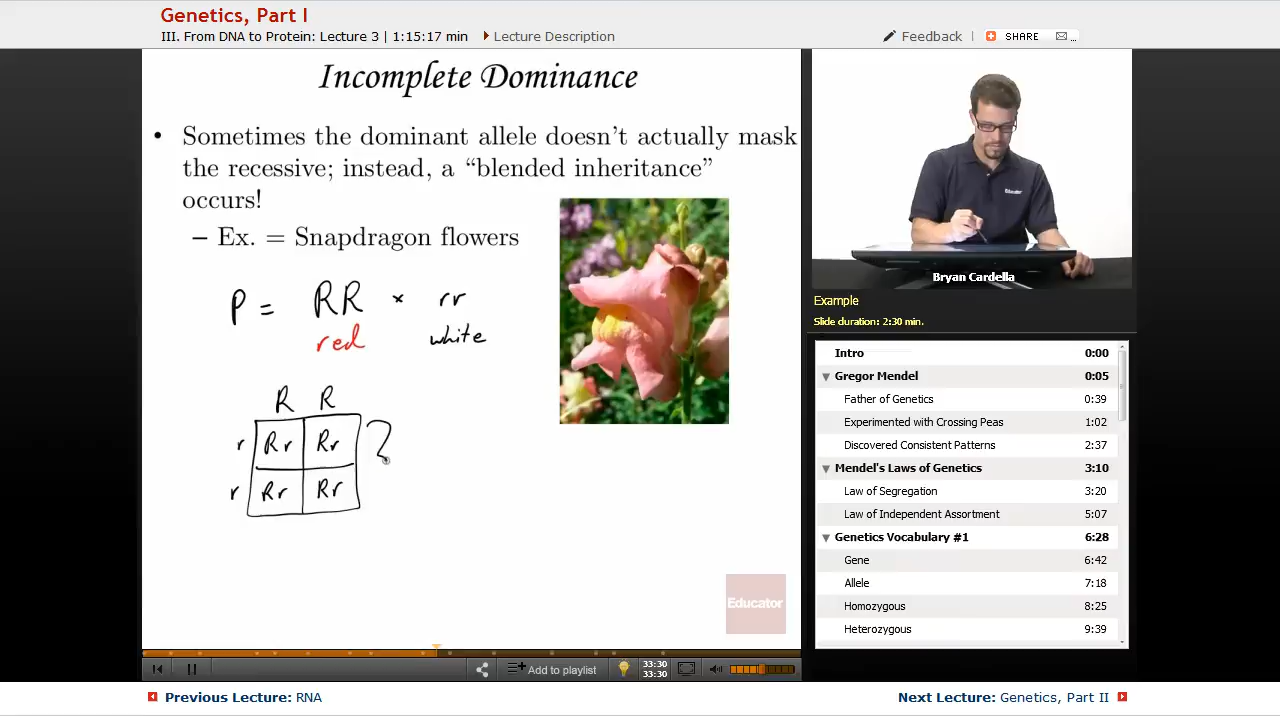 Genetics, Part I
III. From DNA to Protein: Lecture 3 | 1:15:17 min Lecture Description
Feedback | SHARE ...
Incomplete Dominance
• Sometimes the dominant allele doesn't actually mask
the recessive; instead, a “blended inheritance”
occurs!
– Ex. = Snapdragon flowers
P = RR × rr
red white
R R
r Rr Rr
r Rr Rr
Educator
Educator
Bryan Cardella
Example
Slide duration: 2:30 min.
Intro 0:00
Gregor Mendel 0:05
Father of Genetics 0:39
Experimented with Crossing Peas 1:02
Discovered Consistent Patterns 2:37
Mendel's Laws of Genetics 3:10
Law of Segregation 3:20
Law of Independent Assortment 5:07
Genetics Vocabulary #1 6:28
Gene 6:42
Allele 7:18
Homozygous 8:25
Heterozygous 9:39
Add to playlist
33:30
33:30
Previous Lecture: RNA
Next Lecture: Genetics, Part II